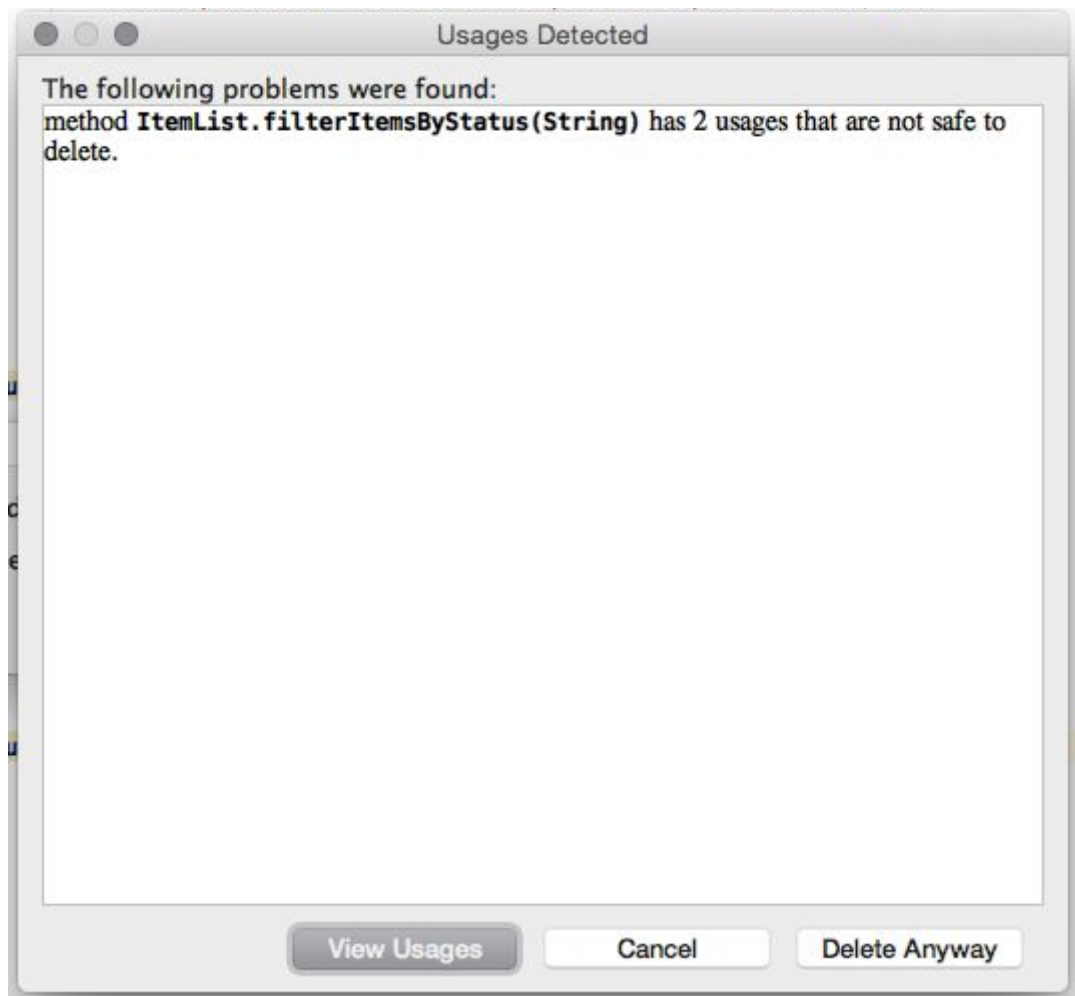 Usages Detected
The following problems were found:
method ItemList.filterItemsByStatus(String) has 2 usages that are not safe to
delete.
View Usages Cancel Delete Anyway